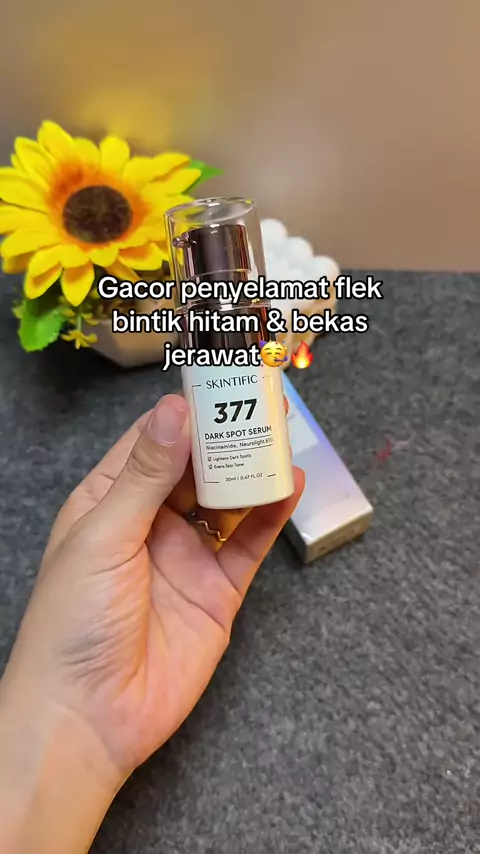 Gacor penyelamat flek
bintik hitam & bekas
jerawat🥳🔥
SKINTIFIC
377
DARK SPOT SERUM
Niacinamide, Neurolight.61G
Lightens Dark Spots
Evens Skin Tone
20ml / 0.67 FL.OZ